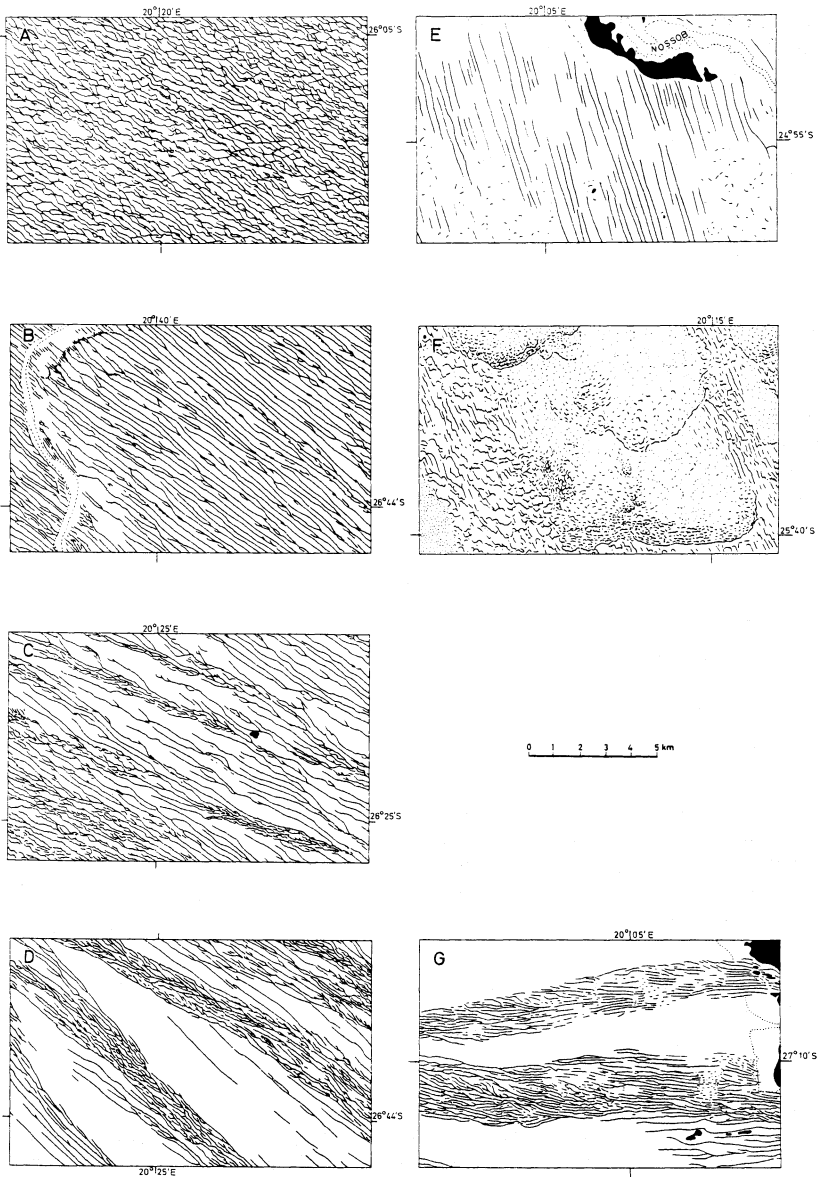 20° 20' E
A
26° 05' S
20° 05' E
E
NOSSOB
24° 55' S
20° 40' E
B
26° 44' S
20° 15' E
F
25° 40' S
20° 25' E
C
26° 25' S
0 1 2 3 4 5 km
D
26° 44' S
20° 25' E
20° 05' E
G
27° 10' S